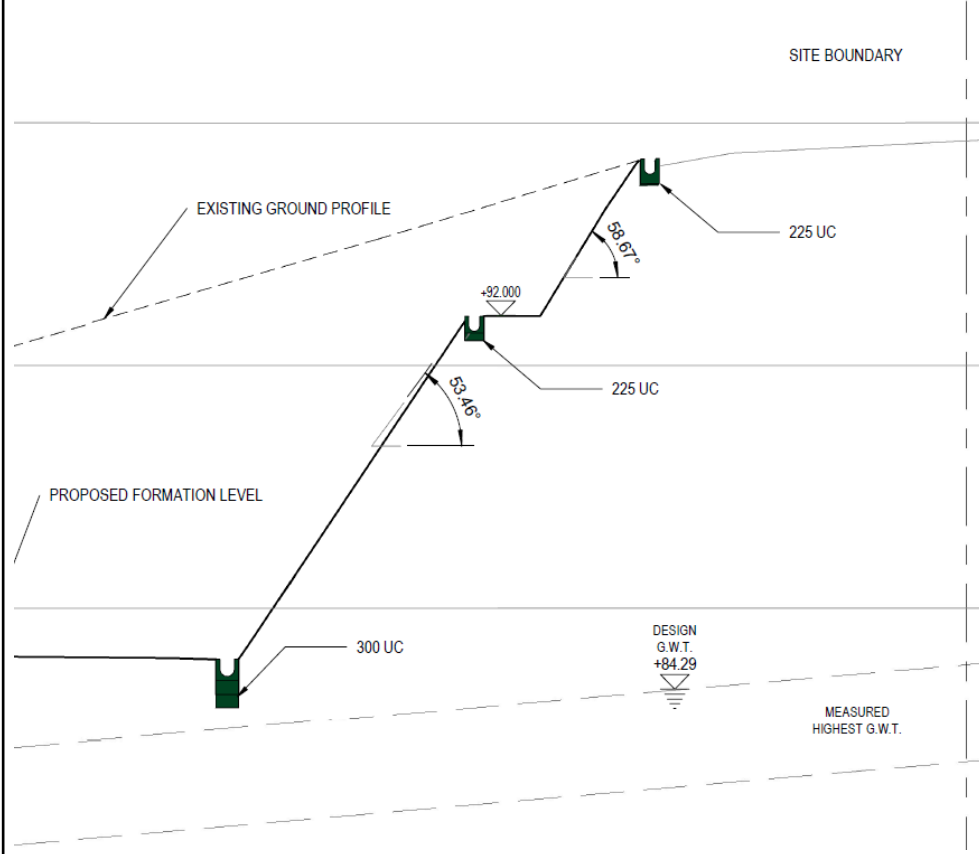 SITE BOUNDARY
EXISTING GROUND PROFILE
225 UC
58.67°
+92.000
225 UC
53.46°
PROPOSED FORMATION LEVEL
300 UC
DESIGN
G.W.T.
+84.29
MEASURED
HIGHEST G.W.T.